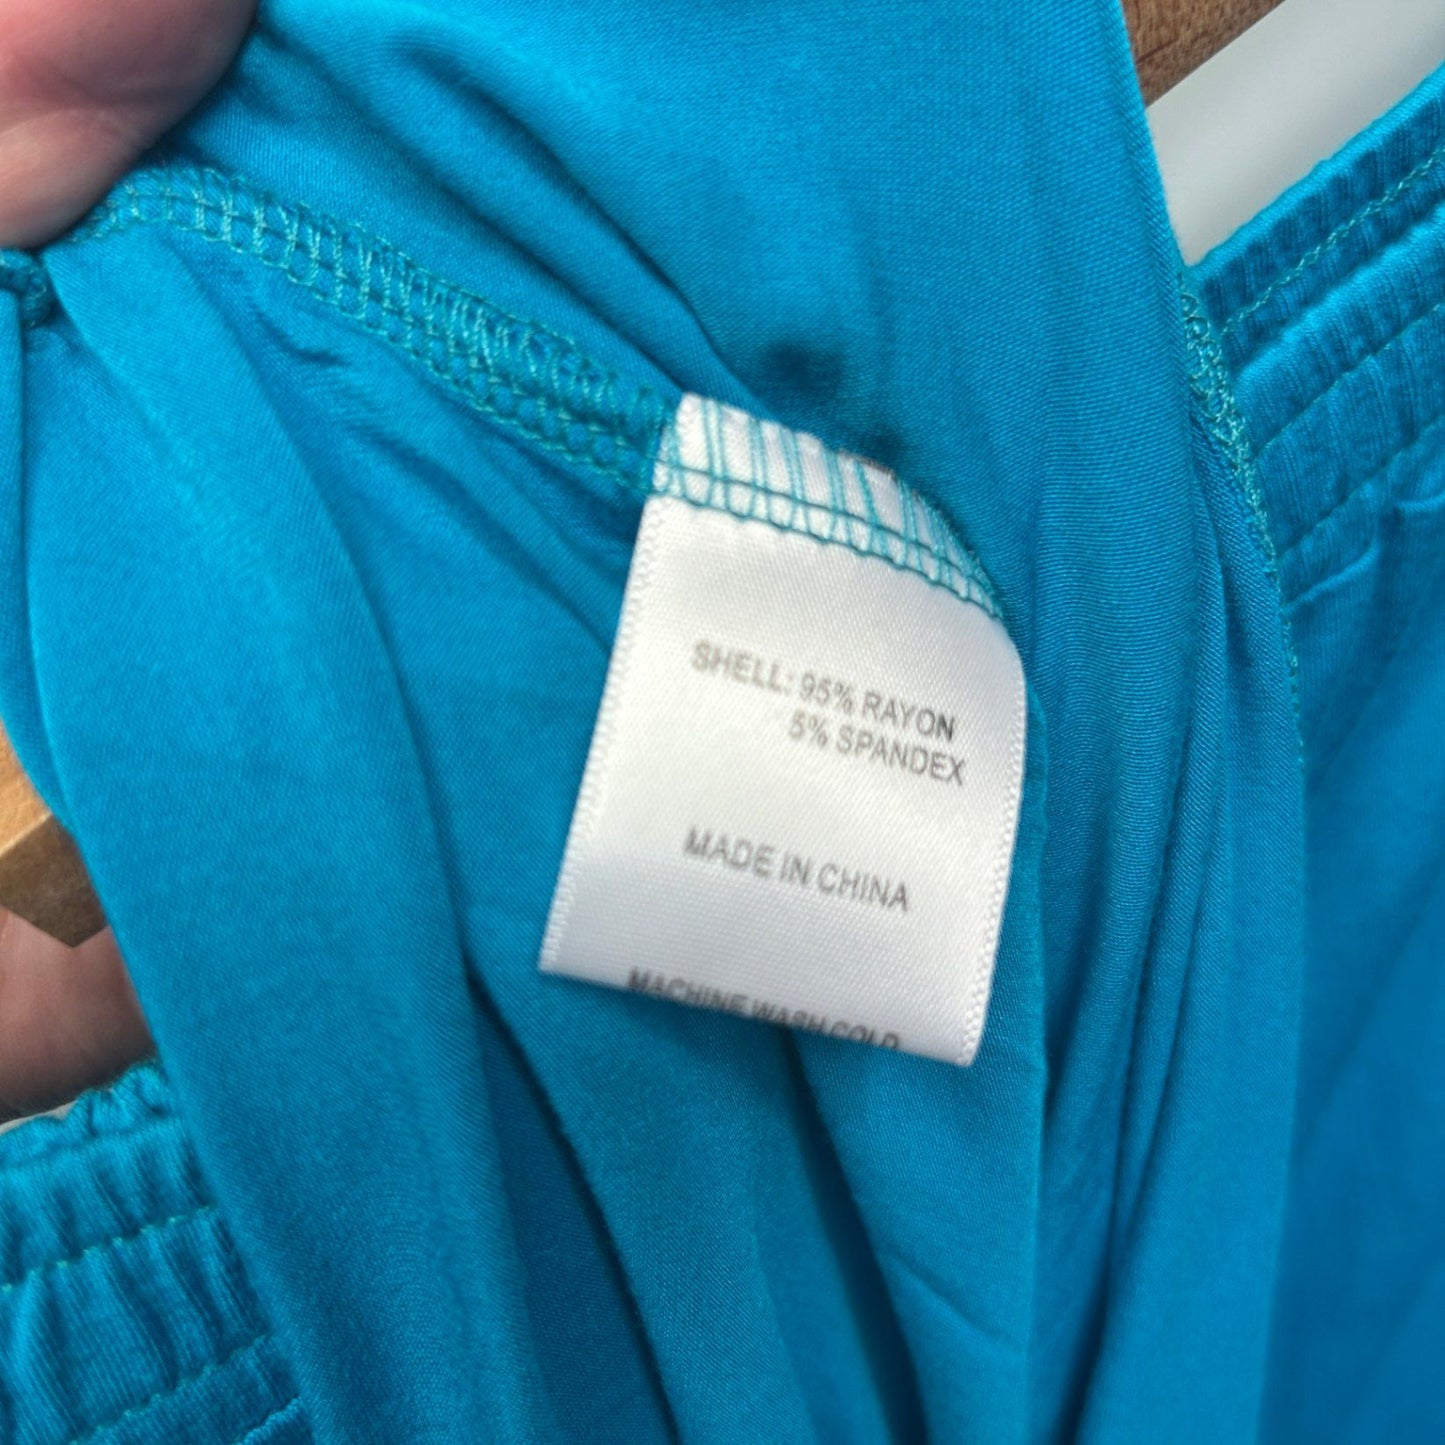 SHELL: 95% RAYON
5% SPANDEX
MADE IN CHINA
MACHINE WASH COLD